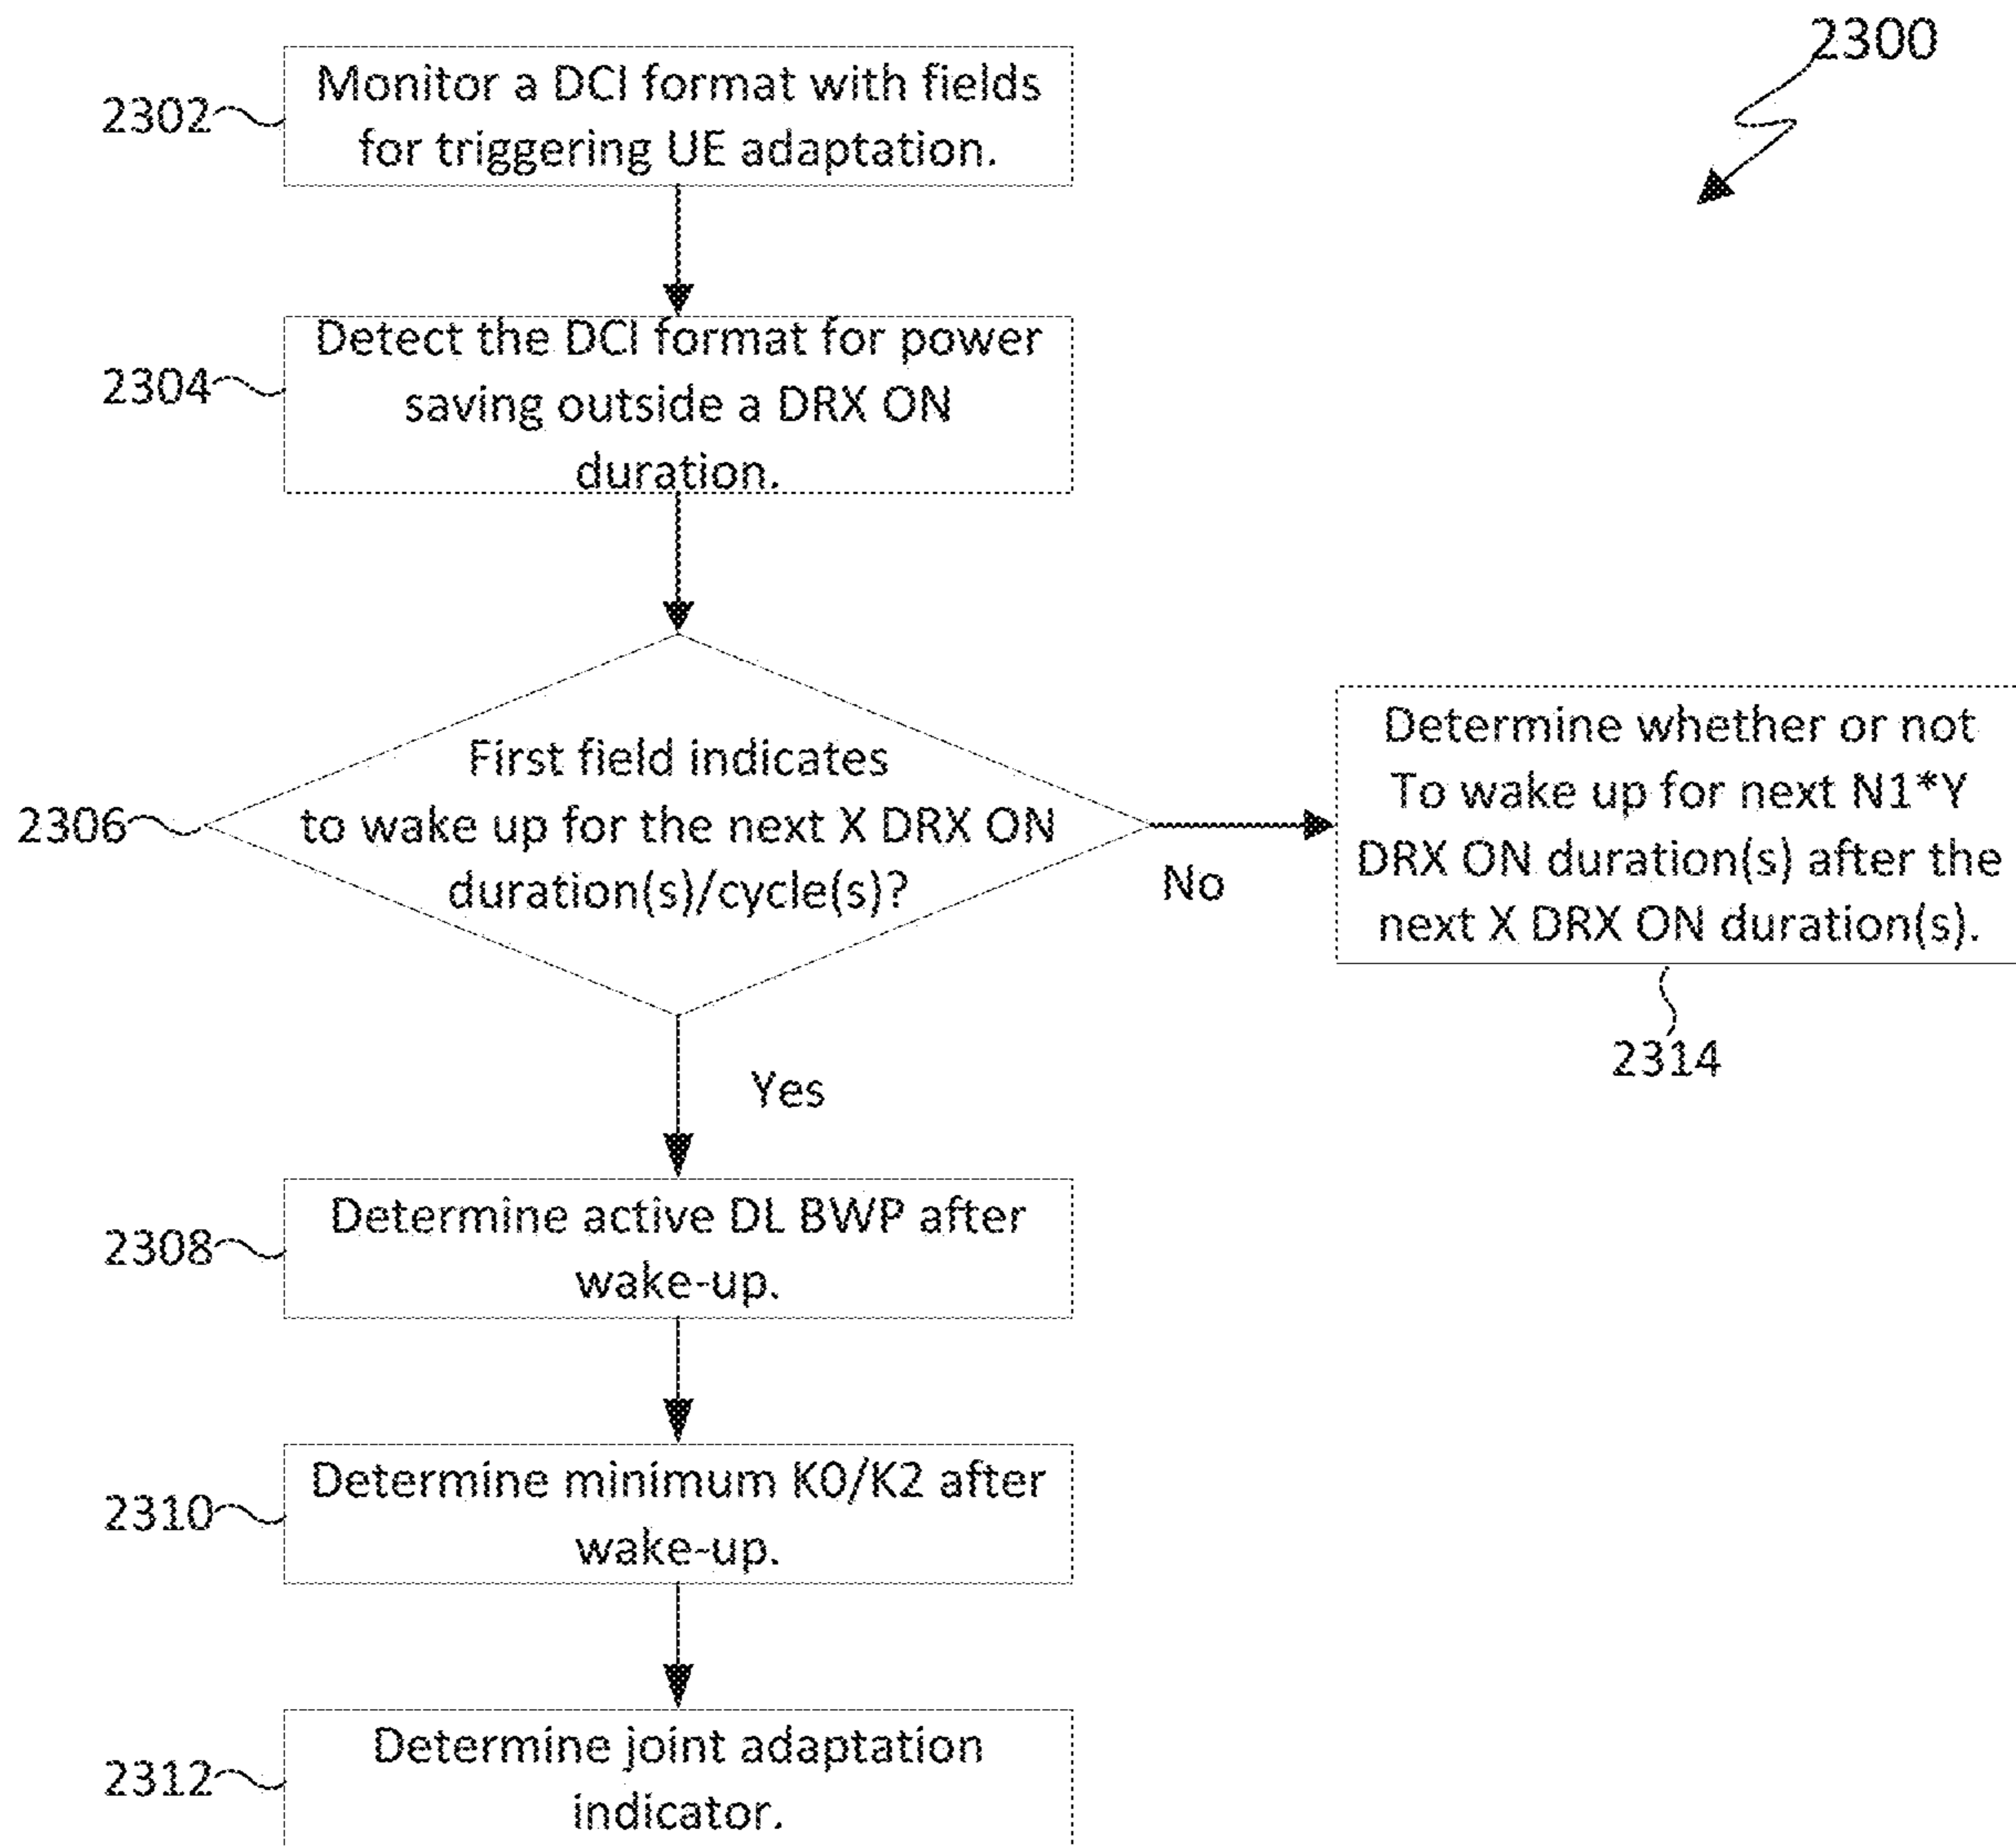 2300
2302
Monitor a DCI format with fields
for triggering UE adaptation.
2304
Detect the DCI format for power
saving outside a DRX ON
duration.
2306
First field indicates
to wake up for the next X DRX ON
duration(s)/cycle(s)?
No
Determine whether or not
To wake up for next N1*Y
DRX ON duration(s) after the
next X DRX ON duration(s).
2314
Yes
2308
Determine active DL BWP after
wake-up.
2310
Determine minimum K0/K2 after
wake-up.
2312
Determine joint adaptation
indicator.